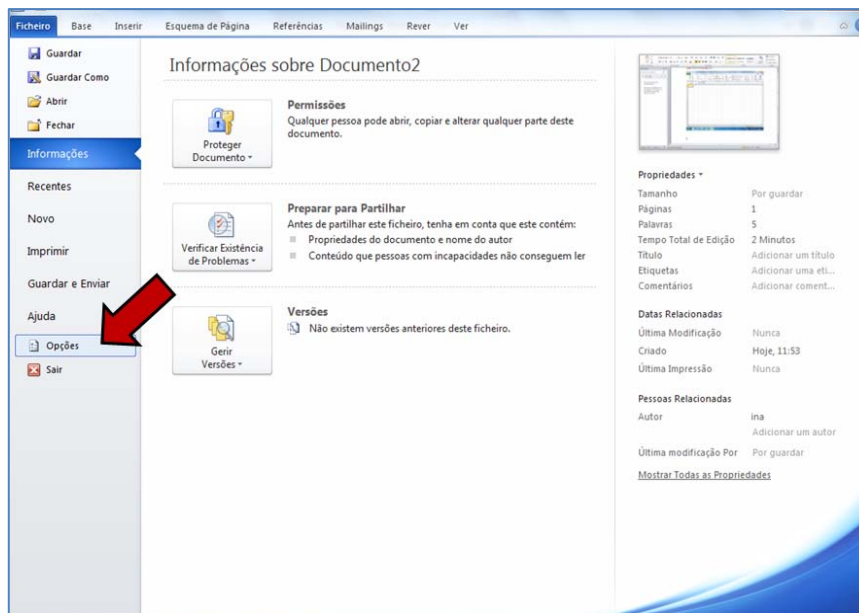 Ficheiro Base Inserir Esquema de Página Referências Mailings Rever Ver
Guardar
Guardar Como
Abrir
Fechar
Informações
Recentes
Novo
Imprimir
Guardar e Enviar
Ajuda
Opções
Sair
Informações sobre Documento2
Proteger
Documento
Permissões
Qualquer pessoa pode abrir, copiar e alterar qualquer parte deste
documento.
Verificar Existência
de Problemas
Preparar para Partilhar
Antes de partilhar este ficheiro, tenha em conta que este contém:
Propriedades do documento e nome do autor
Conteúdo que pessoas com incapacidades não conseguem ler
Gerir
Versões
Versões
Não existem versões anteriores deste ficheiro.
Propriedades
Tamanho Por guardar
Páginas 1
Palavras 5
Tempo Total de Edição 2 Minutos
Título Adicionar um título
Etiquetas Adicionar uma eti...
Comentários Adicionar coment...
Datas Relacionadas
Última Modificação Nunca
Criado Hoje, 11:53
Última Impressão Nunca
Pessoas Relacionadas
Autor ina
Adicionar um autor
Última modificação Por Por guardar
Mostrar Todas as Propriedades